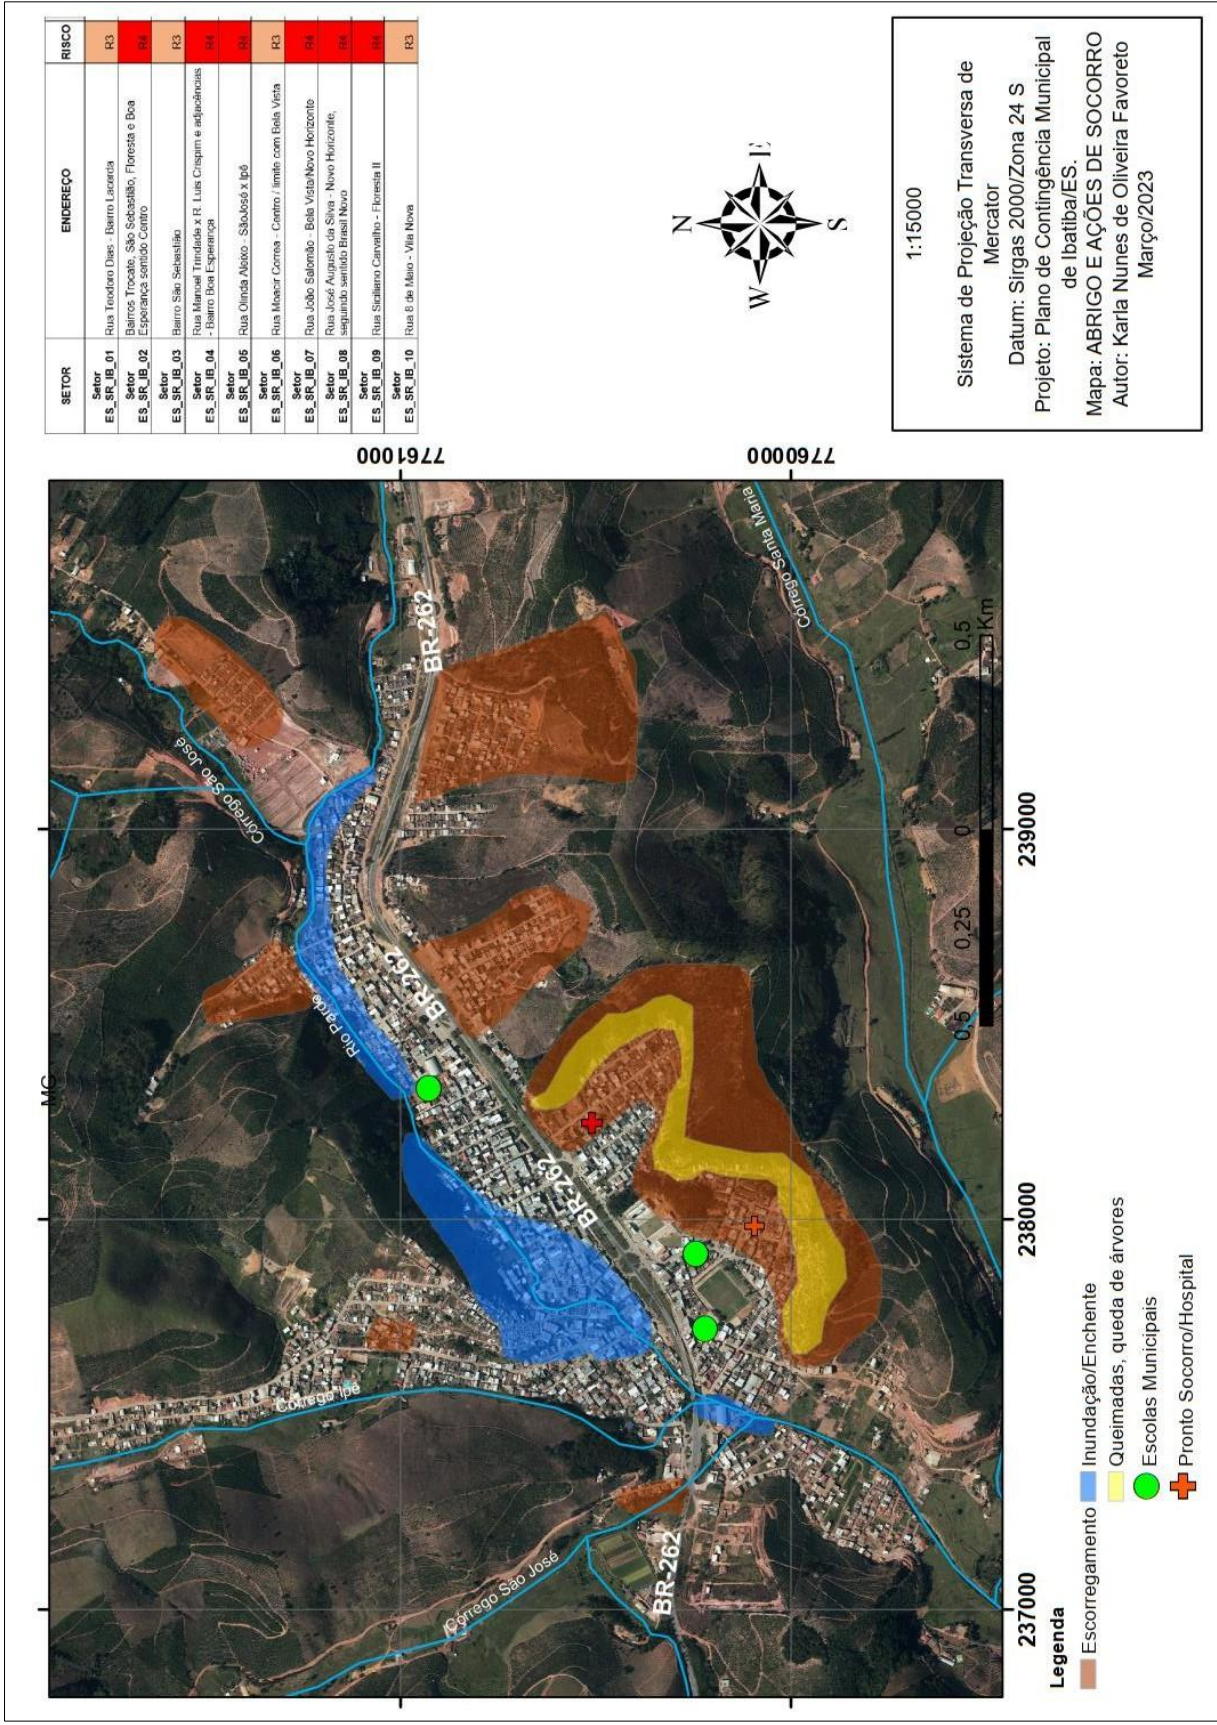 SETOR ENDEREÇO RISCO
Setor
ES_SR_IB_01 Rua Teodoro Dias - Bairro Lacerda R3
Setor
ES_SR_IB_02 Bairros Trocate, São Sebastião, Floresta e Boa
Esperança sentido Centro R4
Setor
ES_SR_IB_03 Bairro São Sebastião R3
Setor
ES_SR_IB_04 Rua Manoel Trindade x R. Luis Crispim e adjacências
- Bairro Boa Esperança R4
Setor
ES_SR_IB_05 Rua Olinda Aleixo - SãoJosé x Ipê R4
Setor
ES_SR_IB_06 Rua Moacir Correa - Centro / limite com Bela Vista R3
Setor
ES_SR_IB_07 Rua João Salomão - Bela Vista/Novo Horizonte R4
Setor
ES_SR_IB_08 Rua José Augusto da Silva - Novo Horizonte,
seguindo sentido Brasil Novo R4
Setor
ES_SR_IB_09 Rua Siciliano Carvalho - Floresta II R4
Setor
ES_SR_IB_10 Rua 8 de Maio - Vila Nova R3
MG
Córrego São José
Rio Pardo
Córrego Ipê
Córrego São José
BR-262
BR-262
BR-262
BR-262
Córrego Santa Maria
7761000
7760000
237000
238000
239000
0,5 0,25 0 0,5
Km
N
W E
S
1:15000
Sistema de Projeção Transversa de
Mercator
Datum: Sirgas 2000/Zona 24 S
Projeto: Plano de Contingência Municipal
de Ibatiba/ES.
Mapa: ABRIGO E AÇÕES DE SOCORRO
Autor: Karla Nunes de Oliveira Favoreto
Março/2023
Legenda
Escorregamento
Inundação/Enchente
Queimadas, queda de árvores
Escolas Municipais
Pronto Socorro/Hospital